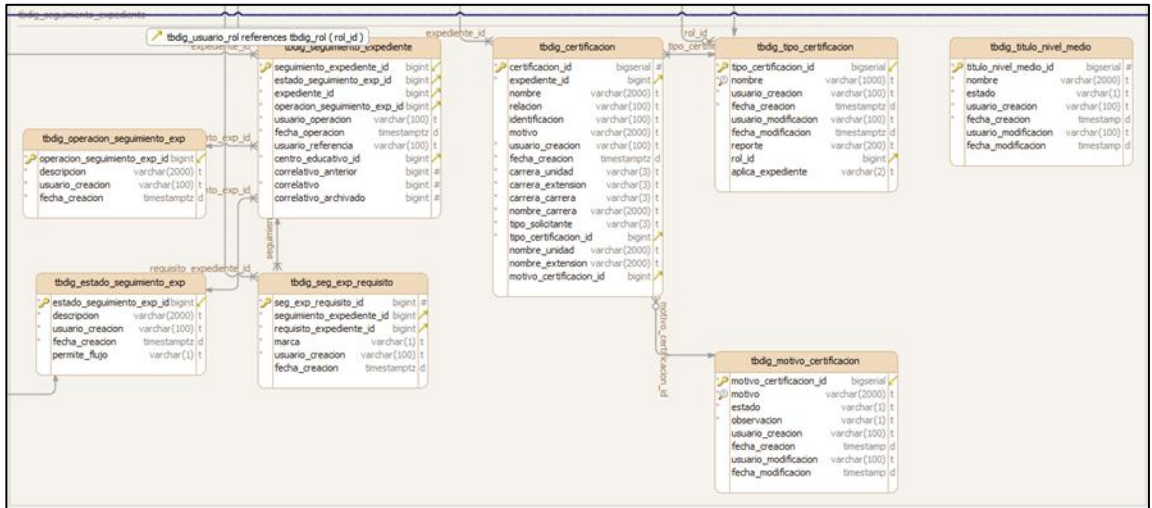 tbdig_seguimiento_expediente
tbdig_usuario_rol references tbdig_rol ( rol_id )
expediente_id
expediente_id
tipo_certific
rol_id
tbdig_seguimiento_expediente
seguimiento_expediente_id bigint
estado_seguimiento_exp_id bigint
expediente_id bigint
operacion_seguimiento_exp_id bigint
usuario_operacion varchar(100) t
fecha_operacion timestamptz d
usuario_referencia varchar(100) t
centro_educativo_id bigint
correlativo_anterior bigint #
correlativo bigint #
correlativo_archivado bigint #
tbdig_certificacion
certificacion_id bigserial #
expediente_id bigint
nombre varchar(2000) t
relacion varchar(100) t
identificacion varchar(100) t
motivo varchar(2000) t
usuario_creacion varchar(100) t
fecha_creacion timestamptz d
carrera_unidad varchar(3) t
carrera_extension varchar(3) t
carrera_carrera varchar(3) t
nombre_carrera varchar(2000) t
tipo_solicitante varchar(3) t
tipo_certificacion_id bigint
nombre_unidad varchar(2000) t
nombre_extension varchar(2000) t
motivo_certificacion_id bigint
tbdig_tipo_certificacion
tipo_certificacion_id bigserial
nombre varchar(1000) t
usuario_creacion varchar(100) t
fecha_creacion timestamptz d
usuario_modificacion varchar(100) t
fecha_modificacion timestamptz d
reporte varchar(200) t
rol_id bigint
aplica_expediente varchar(2) t
tbdig_titulo_nivel_medio
titulo_nivel_medio_id bigserial #
nombre varchar(2000) t
estado varchar(1) t
usuario_creacion varchar(100) t
fecha_creacion timestamp d
usuario_modificacion varchar(100) t
fecha_modificacion timestamp d
tbdig_operacion_seguimiento_exp
operacion_seguimiento_exp_id bigint
descripcion varchar(2000) t
usuario_creacion varchar(100) t
fecha_creacion timestamptz d
to_exp_id
nto_exp_id
seguimien
requisito_expediente_id
tbdig_estado_seguimiento_exp
estado_seguimiento_exp_id bigint
descripcion varchar(2000) t
usuario_creacion varchar(100) t
fecha_creacion timestamptz d
permite_flujo varchar(1) t
tbdig_seg_exp_requisito
seg_exp_requisito_id bigint #
seguimiento_expediente_id bigint
requisito_expediente_id bigint
marca varchar(1) t
usuario_creacion varchar(100) t
fecha_creacion timestamptz d
motivo_certificacion_id
tbdig_motivo_certificacion
motivo_certificacion_id bigserial
motivo varchar(2000) t
estado varchar(1) t
observacion varchar(1) t
usuario_creacion varchar(100) t
fecha_creacion timestamp d
usuario_modificacion varchar(100) t
fecha_modificacion timestamp d